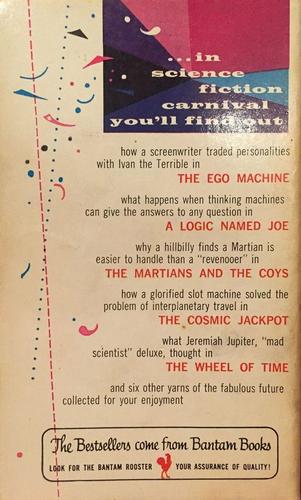 ...in
science
fiction
carnival
you'll find out
how a screenwriter traded personalities
with Ivan the Terrible in
THE EGO MACHINE
what happens when thinking machines
can give the answers to any question in
A LOGIC NAMED JOE
why a hillbilly finds a Martian is
easier to handle than a "revenooer" in
THE MARTIANS AND THE COYS
how a glorified slot machine solved the
problem of interplanetary travel in
THE COSMIC JACKPOT
what Jeremiah Jupiter, "mad
scientist" deluxe, thought in
THE WHEEL OF TIME
and six other yarns of the fabulous future
collected for your enjoyment
The Bestsellers come from Bantam Books
LOOK FOR THE BANTAM ROOSTER YOUR ASSURANCE OF QUALITY!